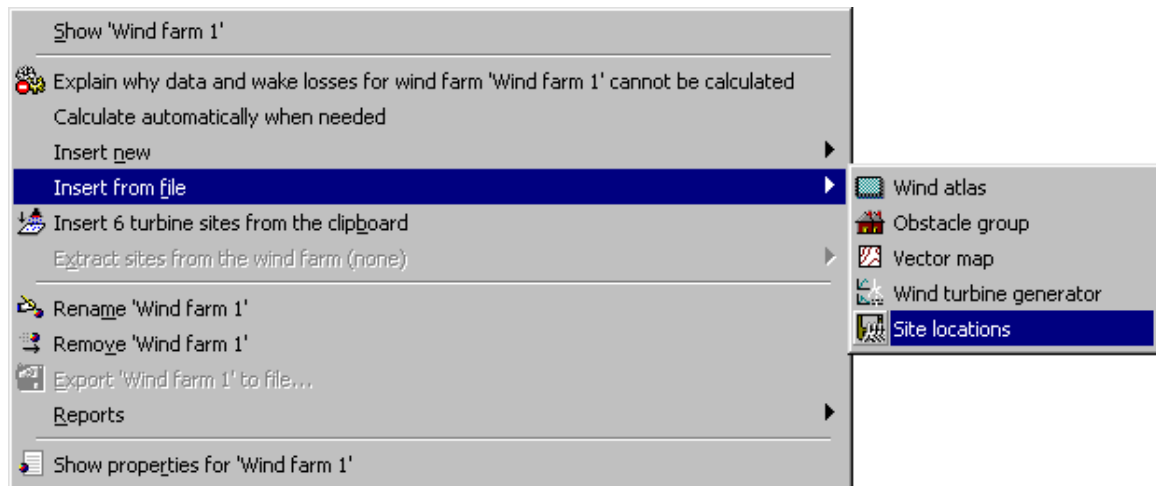 Show 'Wind farm 1'
Explain why data and wake losses for wind farm 'Wind farm 1' cannot be calculated
Calculate automatically when needed
Insert new
Insert from file
Insert 6 turbine sites from the clipboard
Extract sites from the wind farm (none)
Rename 'Wind farm 1'
Remove 'Wind farm 1'
Export 'Wind farm 1' to file...
Reports
Show properties for 'Wind farm 1'
Wind atlas
Obstacle group
Vector map
Wind turbine generator
Site locations